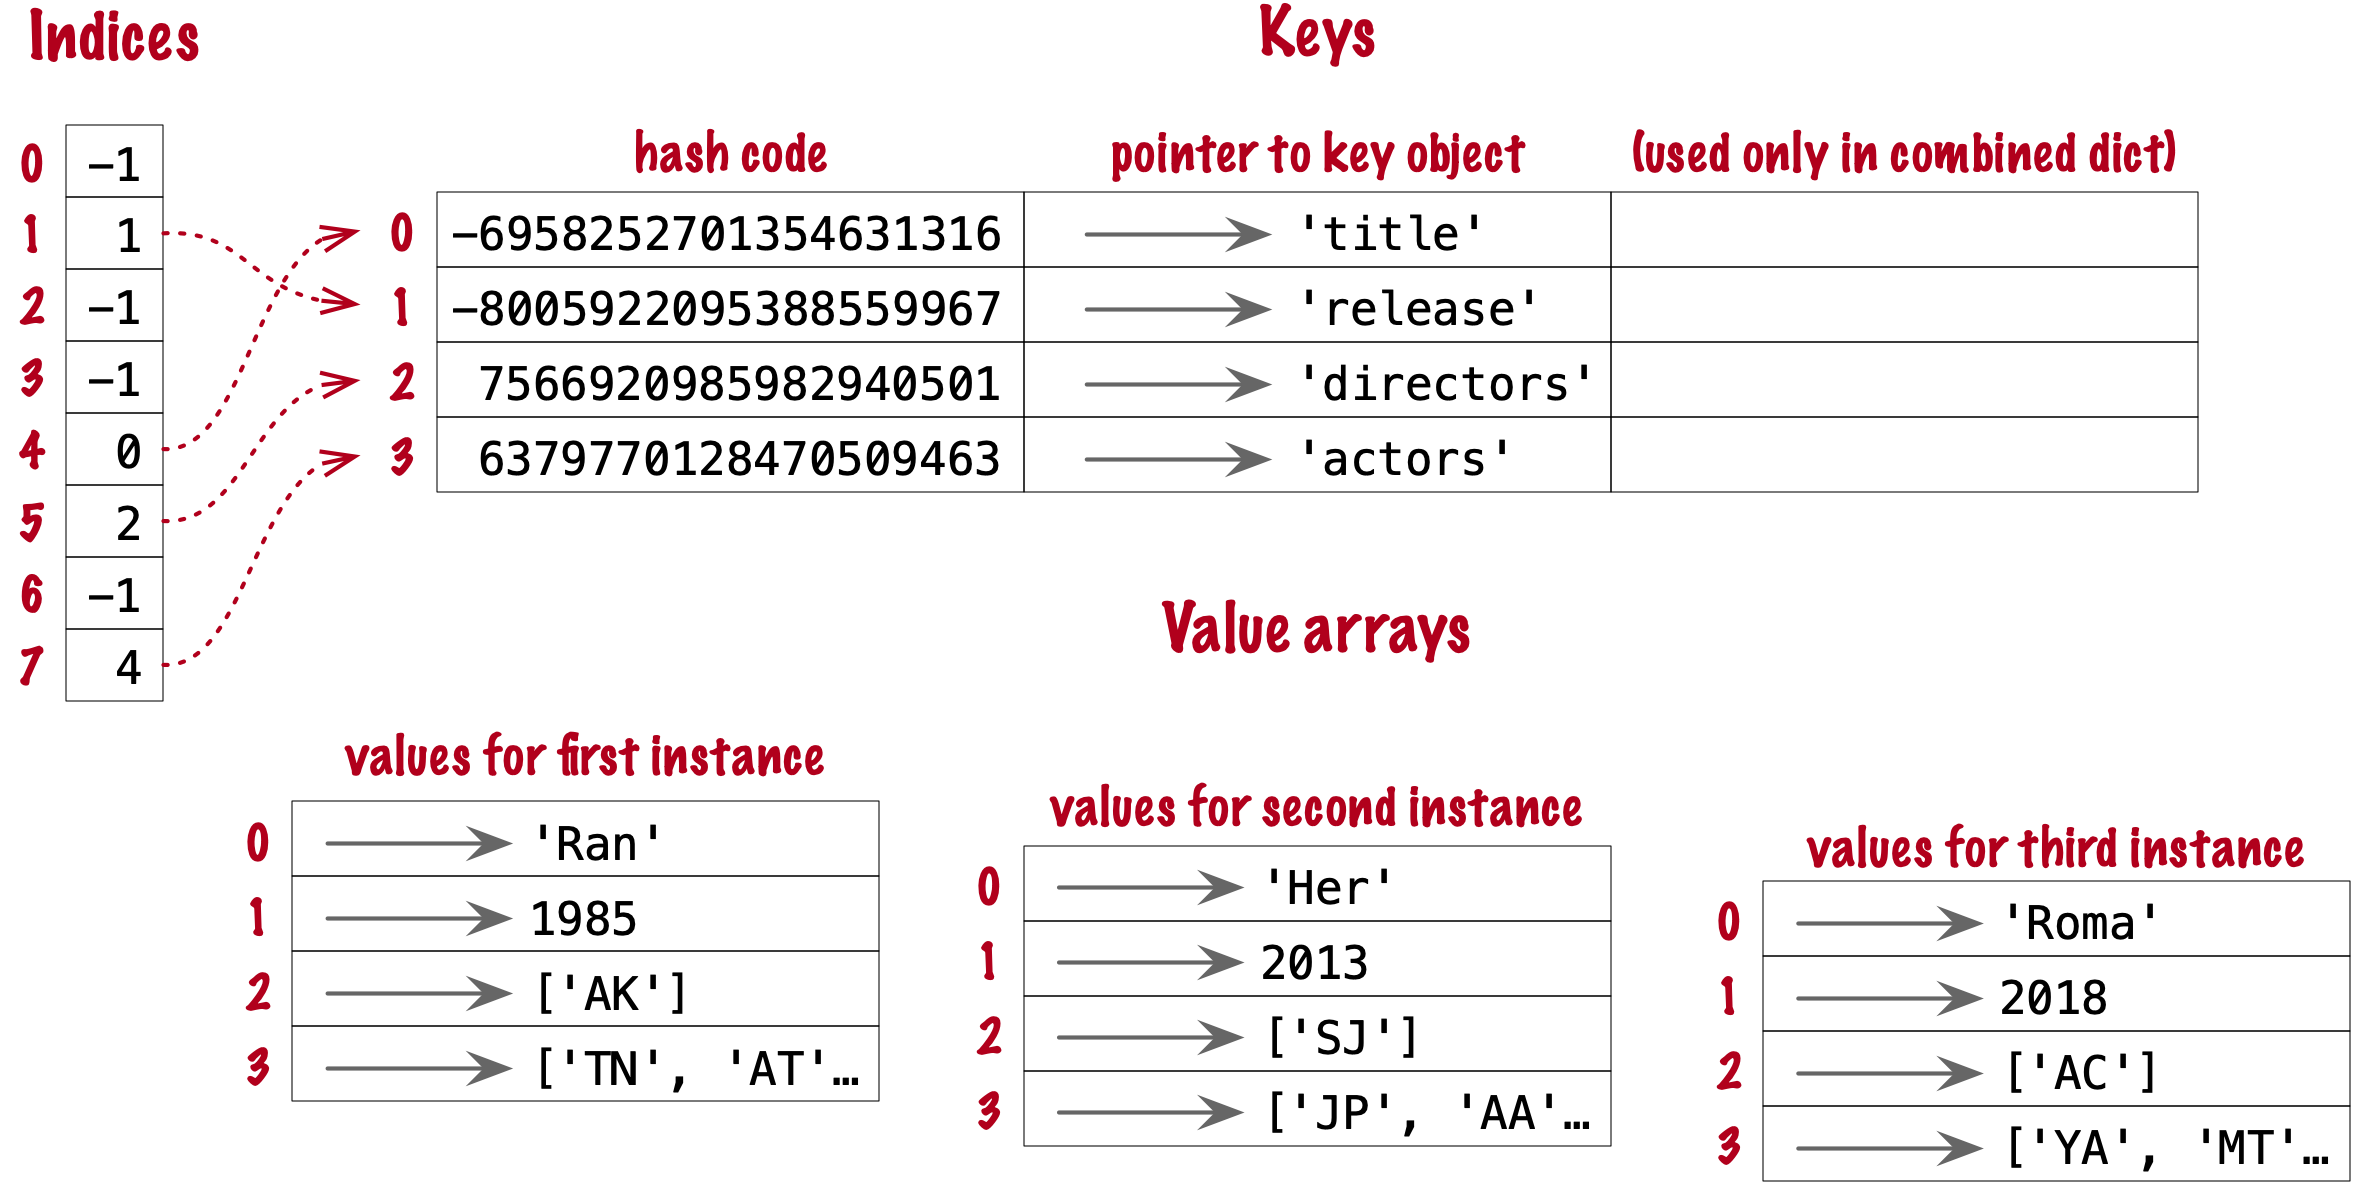 Indices
Keys
hash code pointer to key object (used only in combined dict)
0 -1
1 1
2 -1
3 -1
4 0
5 2
6 -1
7 4
0 -6958252701354631316 'title'
1 -8005922095388559967 'release'
2 7566920985982940501 'directors'
3 6379770128470509463 'actors'
Value arrays
values for first instance
0 'Ran'
1 1985
2 ['AK']
3 ['TN', 'AT'…
values for second instance
0 'Her'
1 2013
2 ['SJ']
3 ['JP', 'AA'…
values for third instance
0 'Roma'
1 2018
2 ['AC']
3 ['YA', 'MT'…